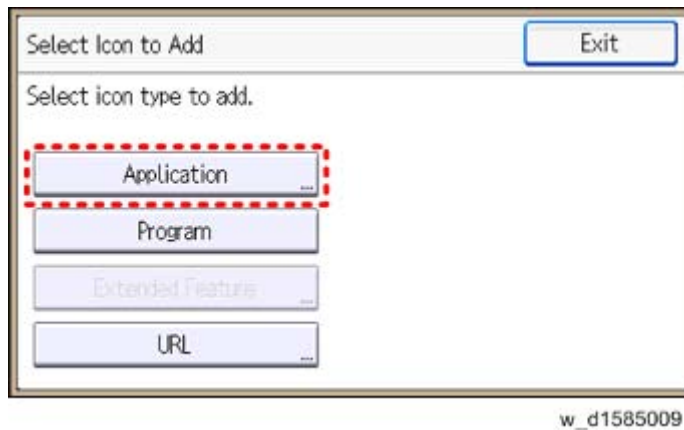 Select Icon to Add
Exit
Select icon type to add.
Application
Program
Extended Feature
URL
w_d1585009